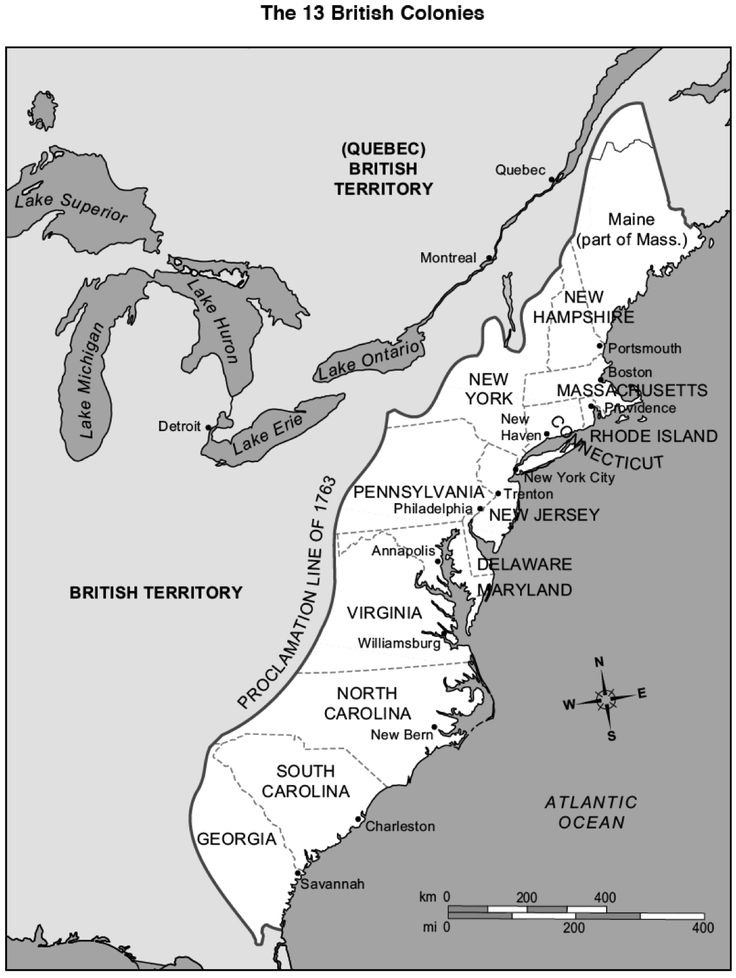 The 13 British Colonies
(QUEBEC)
BRITISH
TERRITORY
Quebec
Lake Superior
Maine
(part of Mass.)
Montreal
Lake Huron
NEW
HAMPSHIRE
Lake Michigan
Lake Ontario
Portsmouth
Boston
NEW
YORK
MASSACHUSETTS
Providence
Detroit
Lake Erie
New
Haven
RHODE ISLAND
CONNECTICUT
New York City
PENNSYLVANIA
Trenton
Philadelphia
NEW JERSEY
PROCLAMATION LINE OF 1763
Annapolis
DELAWARE
MARYLAND
BRITISH TERRITORY
VIRGINIA
Williamsburg
NORTH
CAROLINA
New Bern
N
W E
S
SOUTH
CAROLINA
ATLANTIC
OCEAN
Charleston
GEORGIA
Savannah
km 0 200 400
mi 0 200 400